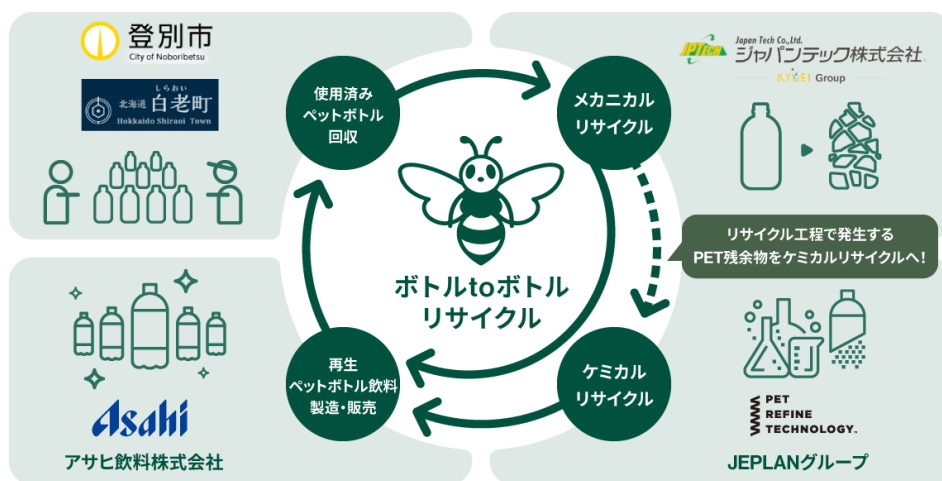 登別市
City of Noboribetsu
しらおい
北海道 白老町
Hokkaido Shiraoi Town
使用済み
ペットボトル
回収
メカニカル
リサイクル
JPTECH
Japan Tech Co.,Ltd.
ジャパンテック株式会社
KYOEI Group
リサイクル工程で発生する
PET残余物をケミカルリサイクルへ!
ボトルtoボトル
リサイクル
再生
ペットボトル飲料
製造・販売
ケミカル
リサイクル
Asahi
アサヒ飲料株式会社
PET
REFINE
TECHNOLOGY
JEPLANグループ